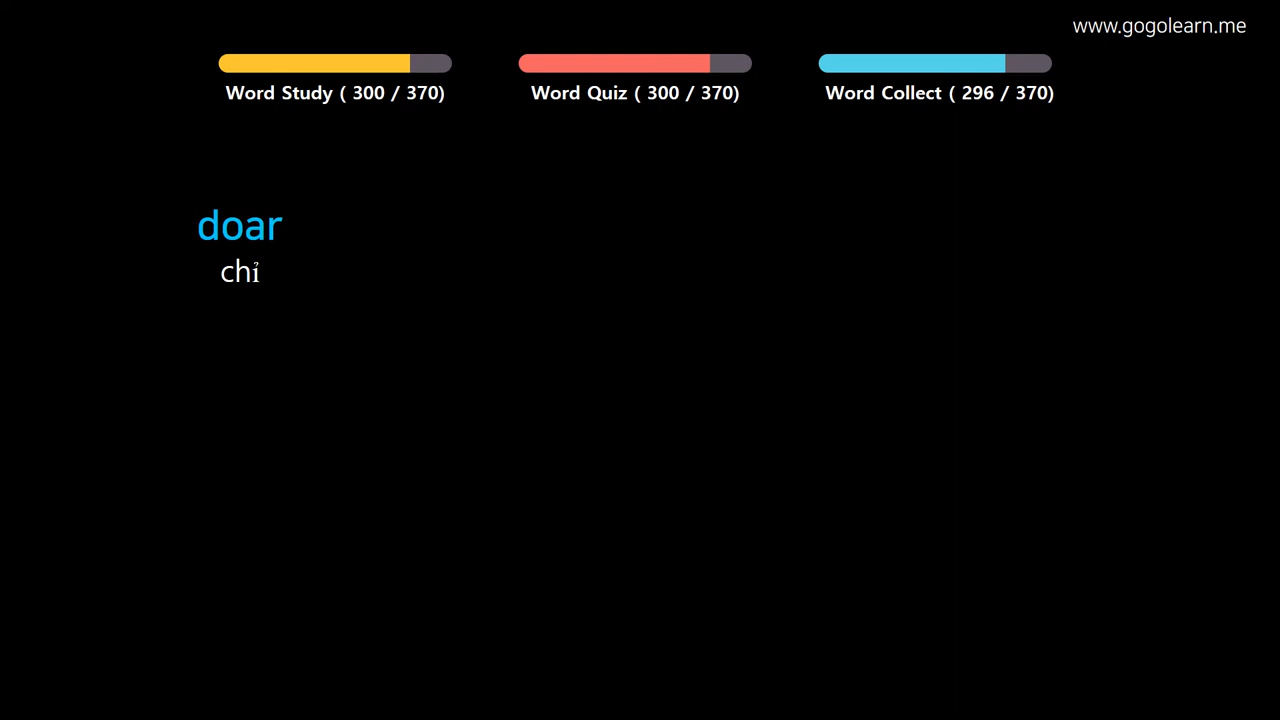 www.gogolearn.me
Word Study ( 300 / 370)
Word Quiz ( 300 / 370)
Word Collect ( 296 / 370)
doar
chỉ